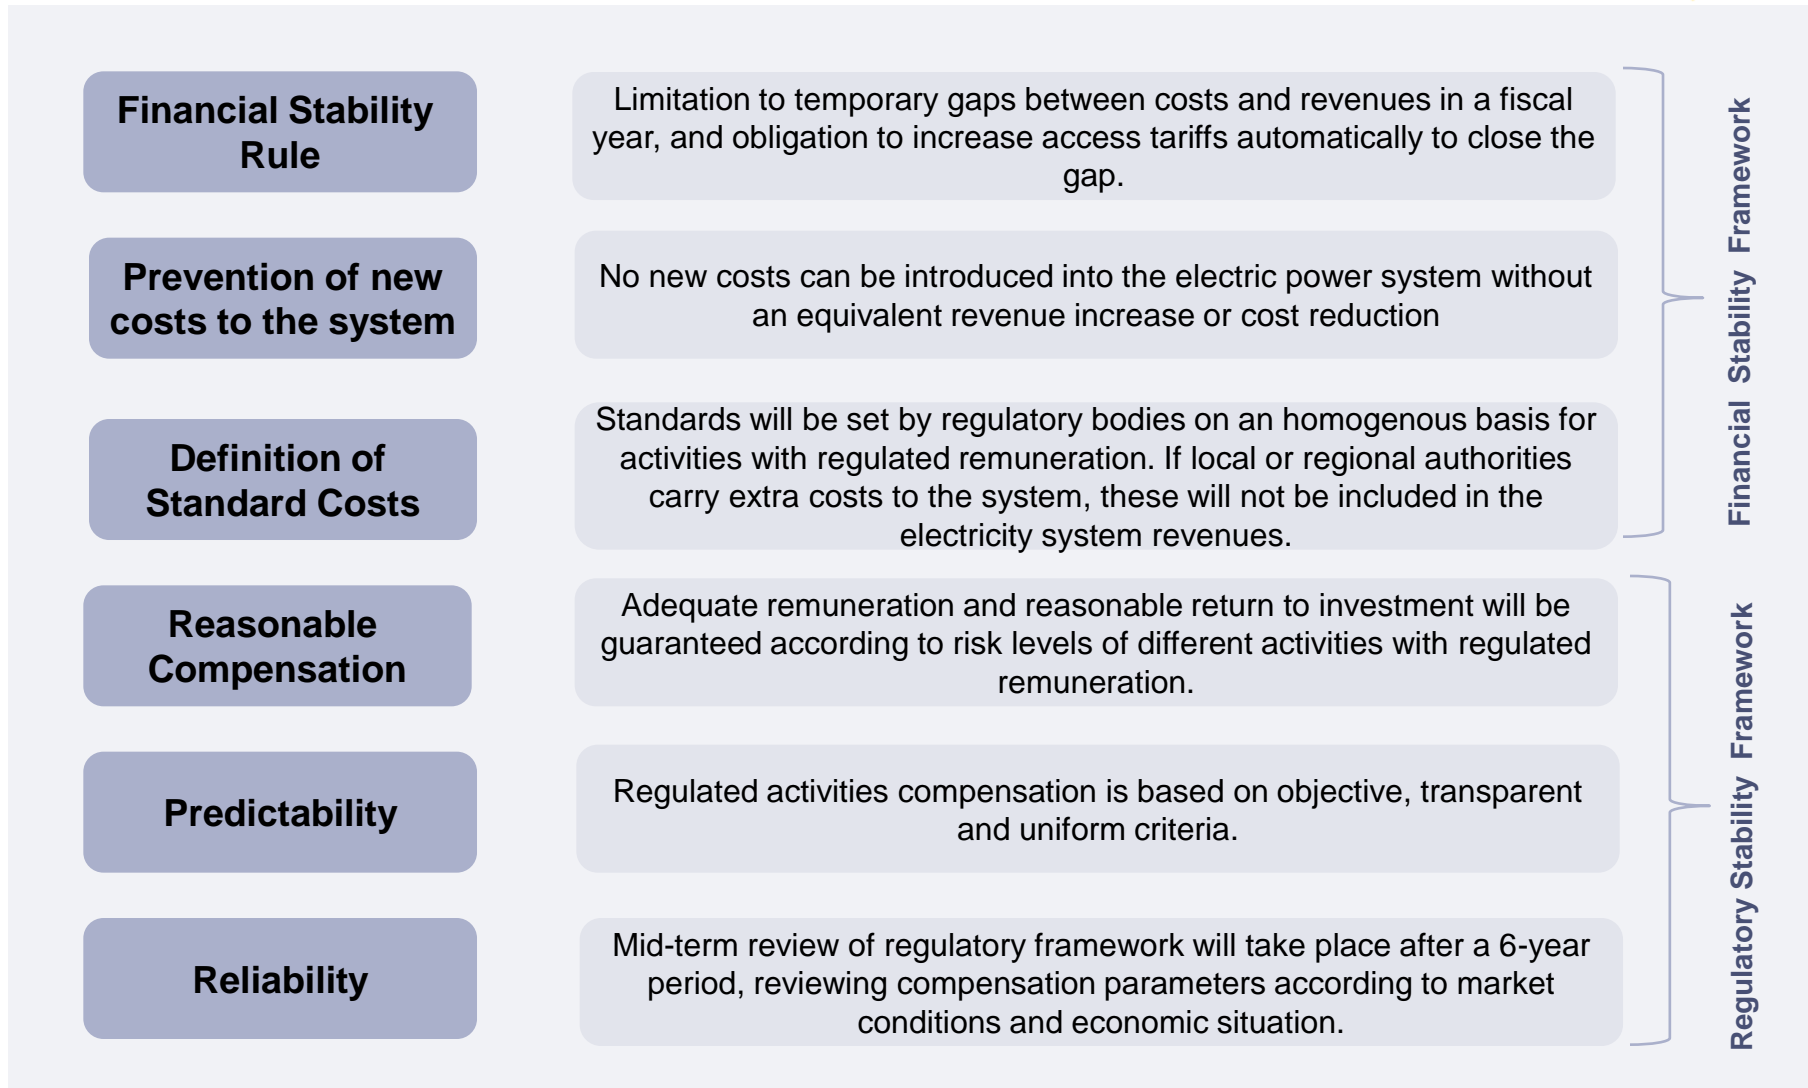 Financial Stability
Rule
Limitation to temporary gaps between costs and revenues in a fiscal
year, and obligation to increase access tariffs automatically to close the
gap.
Prevention of new
costs to the system
No new costs can be introduced into the electric power system without
an equivalent revenue increase or cost reduction
Definition of
Standard Costs
Standards will be set by regulatory bodies on an homogenous basis for
activities with regulated remuneration. If local or regional authorities
carry extra costs to the system, these will not be included in the
electricity system revenues.
Financial Stability Framework
Reasonable
Compensation
Adequate remuneration and reasonable return to investment will be
guaranteed according to risk levels of different activities with regulated
remuneration.
Predictability
Regulated activities compensation is based on objective, transparent
and uniform criteria.
Reliability
Mid-term review of regulatory framework will take place after a 6-year
period, reviewing compensation parameters according to market
conditions and economic situation.
Regulatory Stability Framework